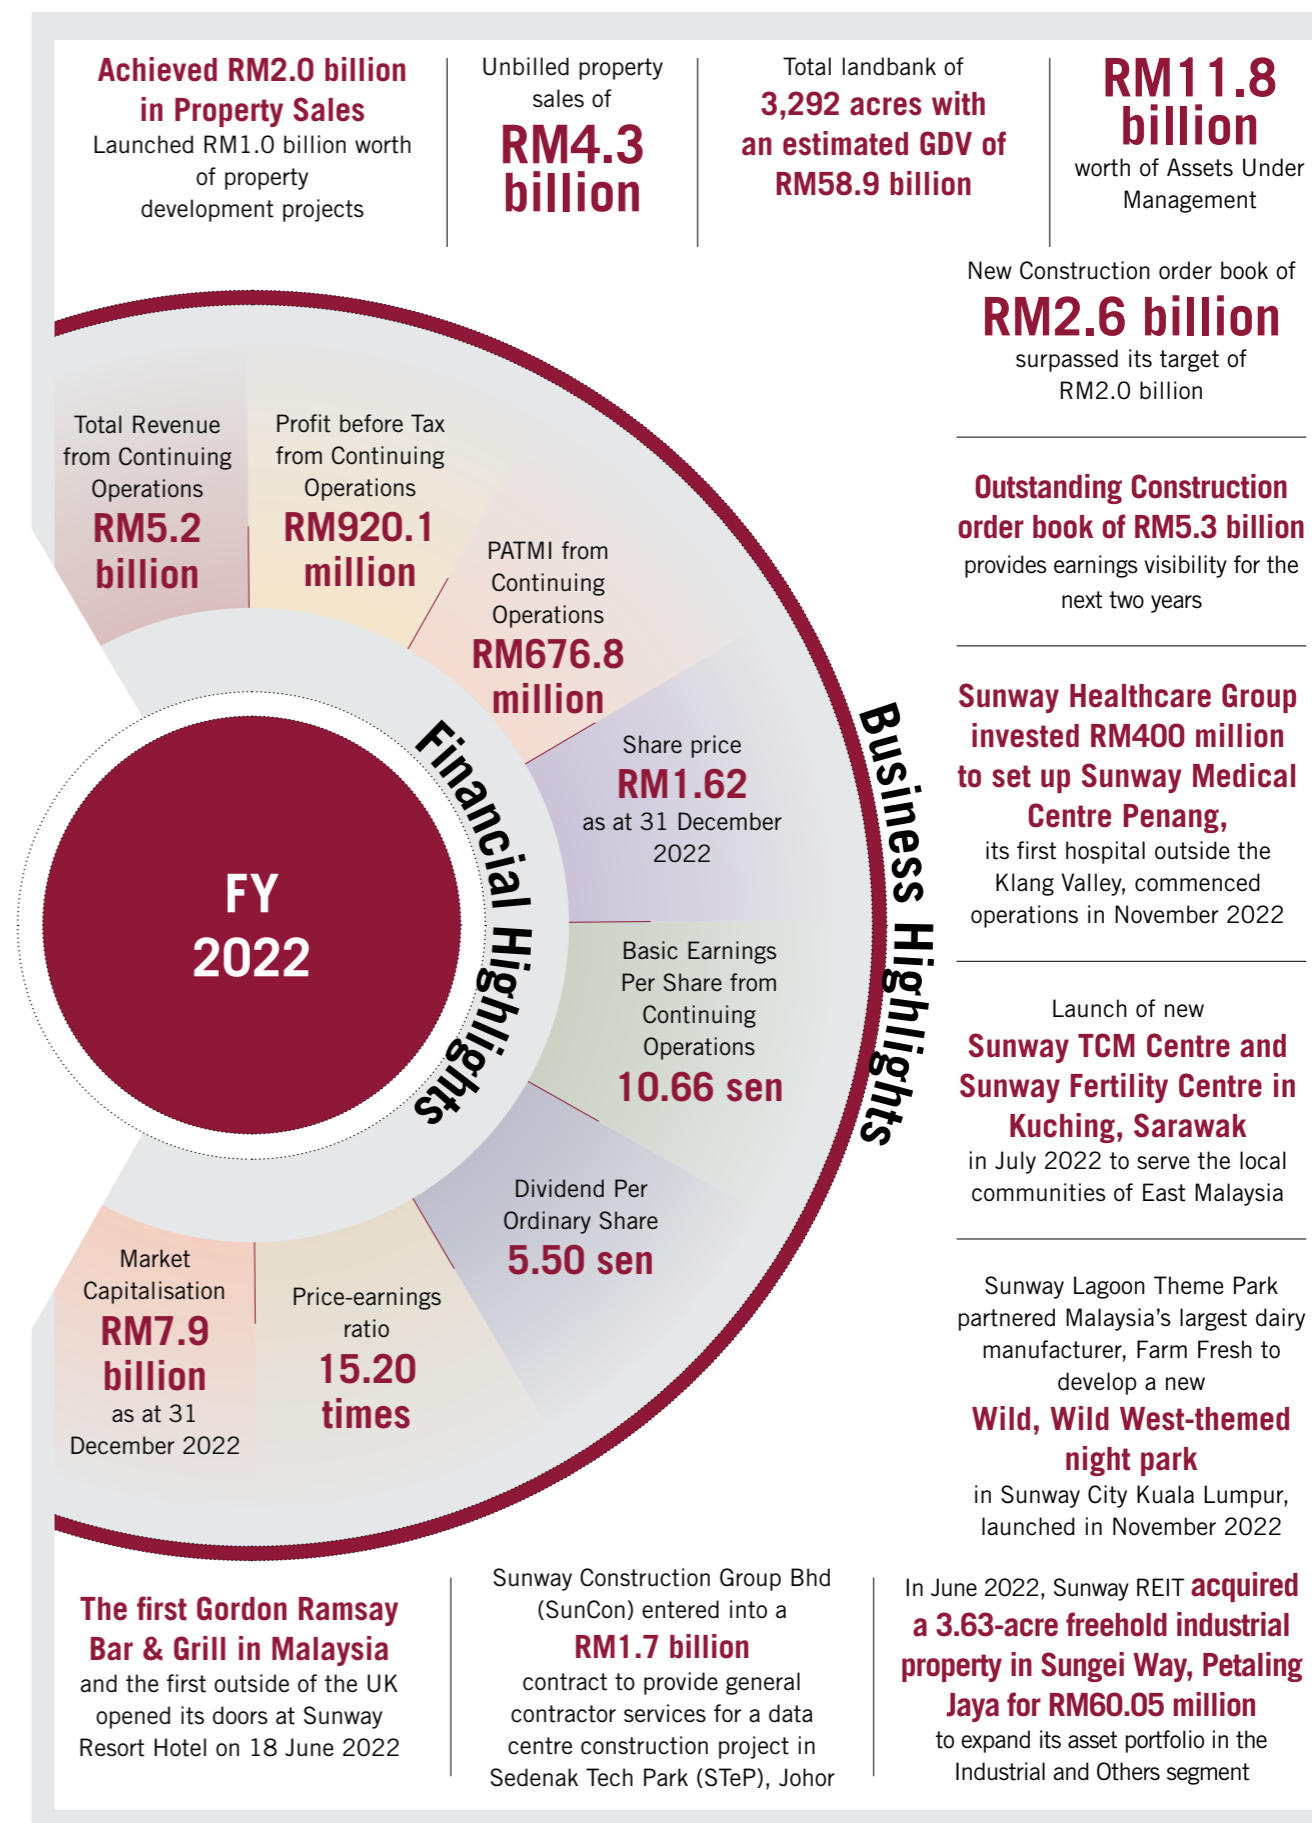 Achieved RM2.0 billion
in Property Sales
Launched RM1.0 billion worth
of property
development projects
Unbilled property
sales of
RM4.3
billion
Total landbank of
3,292 acres with
an estimated GDV of
RM58.9 billion
RM11.8
billion
worth of Assets Under
Management
New Construction order book of
RM2.6 billion
surpassed its target of
RM2.0 billion
Outstanding Construction
order book of RM5.3 billion
provides earnings visibility for the
next two years
Sunway Healthcare Group
invested RM400 million
to set up Sunway Medical
Centre Penang,
its first hospital outside the
Klang Valley, commenced
operations in November 2022
Launch of new
Sunway TCM Centre and
Sunway Fertility Centre in
Kuching, Sarawak
in July 2022 to serve the local
communities of East Malaysia
Sunway Lagoon Theme Park
partnered Malaysia's largest dairy
manufacturer, Farm Fresh to
develop a new
Wild, Wild West-themed
night park
in Sunway City Kuala Lumpur,
launched in November 2022
Business Highlights
Total Revenue
from Continuing
Operations
RM5.2
billion
Profit before Tax
from Continuing
Operations
RM920.1
million
PATMI from
Continuing
Operations
RM676.8
million
Share price
RM1.62
as at 31 December
2022
Basic Earnings
Per Share from
Continuing
Operations
10.66 sen
Dividend Per
Ordinary Share
5.50 sen
Price-earnings
ratio
15.20
times
Market
Capitalisation
RM7.9
billion
as at 31
December 2022
Financial Highlights
FY
2022
The first Gordon Ramsay
Bar & Grill in Malaysia
and the first outside of the UK
opened its doors at Sunway
Resort Hotel on 18 June 2022
Sunway Construction Group Bhd
(SunCon) entered into a
RM1.7 billion
contract to provide general
contractor services for a data
centre construction project in
Sedenak Tech Park (STeP), Johor
In June 2022, Sunway REIT acquired
a 3.63-acre freehold industrial
property in Sungei Way, Petaling
Jaya for RM60.05 million
to expand its asset portfolio in the
Industrial and Others segment